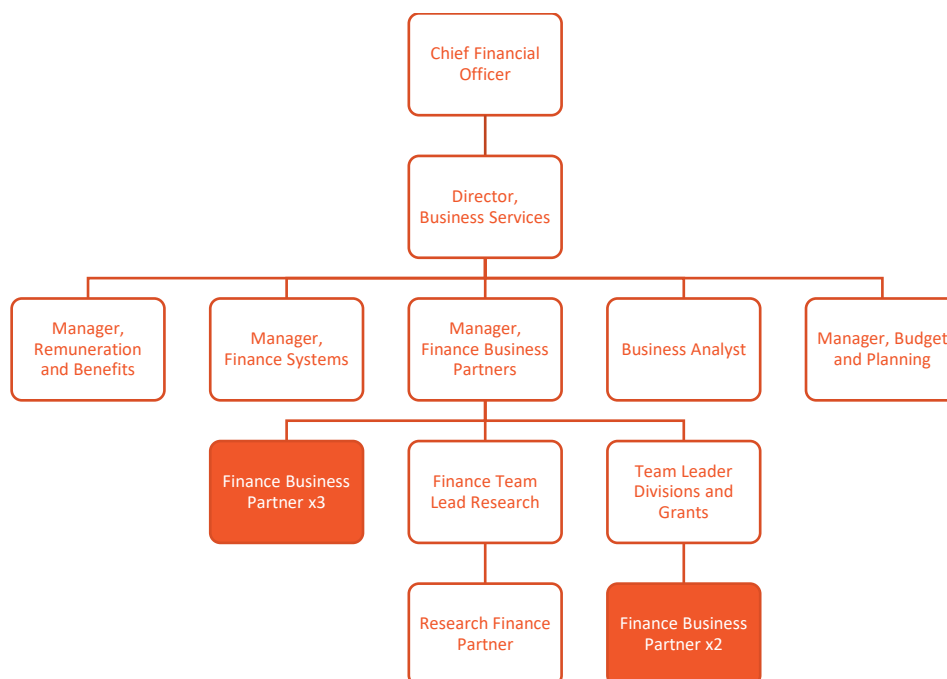 Chief Financial
Officer
Director,
Business Services
Manager,
Remuneration
and Benefits
Manager,
Finance Systems
Manager,
Finance Business
Partners
Business Analyst
Manager, Budget
and Planning
Finance Business
Partner x3
Finance Team
Lead Research
Team Leader
Divisions and
Grants
Research Finance
Partner
Finance Business
Partner x2